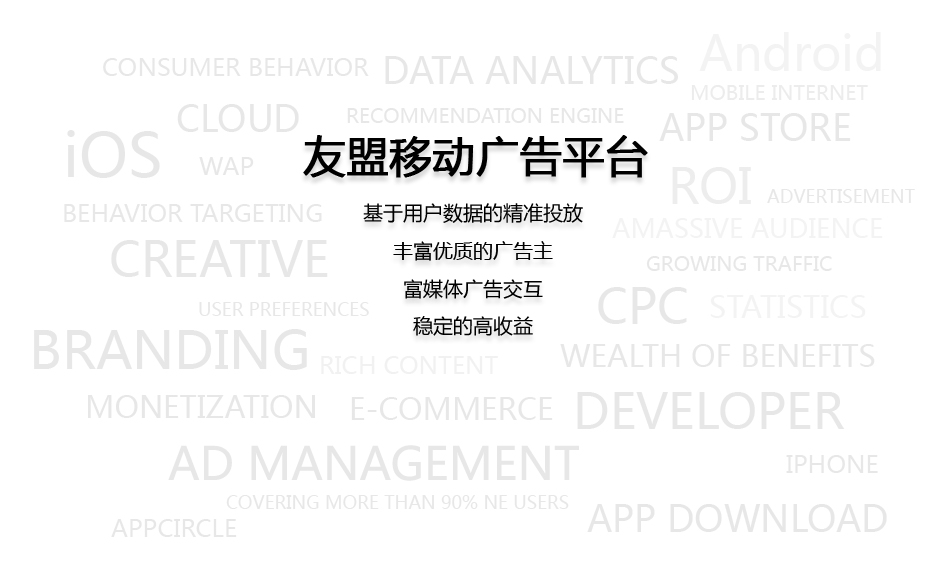 Android
CONSUMER BEHAVIOR
DATA ANALYTICS
MOBILE INTERNET
CLOUD
RECOMMENDATION ENGINE
APP STORE
iOS
WAP
友盟移动广告平台
ROI
ADVERTISEMENT
BEHAVIOR TARGETING
基于用户数据的精准投放
AMASSIVE AUDIENCE
CREATIVE
丰富优质的广告主
GROWING TRAFFIC
富媒体广告交互
CPC
STATISTICS
USER PREFERENCES
稳定的高收益
BRANDING
RICH CONTENT
WEALTH OF BENEFITS
MONETIZATION
E-COMMERCE
DEVELOPER
AD MANAGEMENT
IPHONE
COVERING MORE THAN 90% NE USERS
APPCIRCLE
APP DOWNLOAD